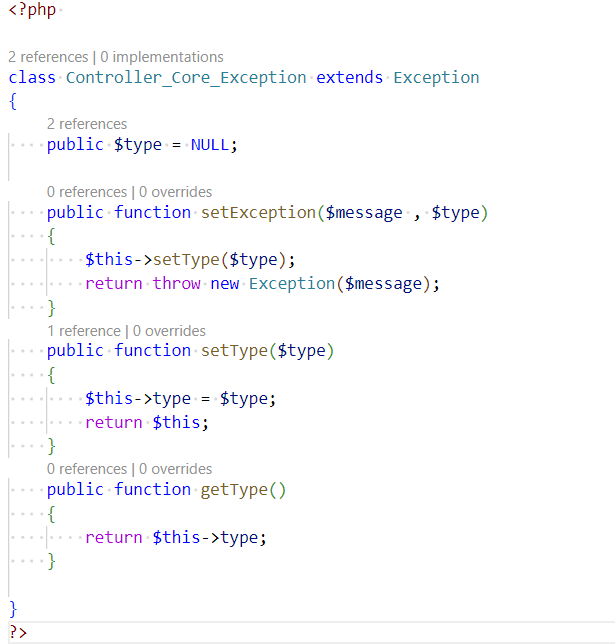 <?php
2 references | 0 implementations
class Controller_Core_Exception extends Exception
{
2 references
public $type = NULL;
0 references | 0 overrides
public function setException($message , $type)
{
$this->setType($type);
return throw new Exception($message);
}
1 reference | 0 overrides
public function setType($type)
{
$this->type = $type;
return $this;
}
0 references | 0 overrides
public function getType()
{
return $this->type;
}
}
?>